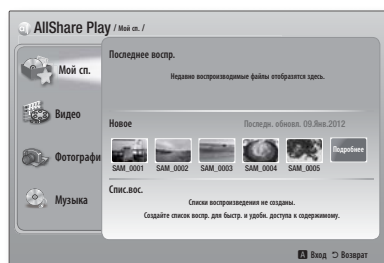 AllShare Play / Мой сп. /
Мой сп.
Видео
Фотографи
Музыка
Последнее воспр.
Недавно воспроизводимые файлы отобразятся здесь.
Новое
Последн. обновл. 09.Янв.2012
SAM_0001 SAM_0002 SAM_0003 SAM_0004 SAM_0005 Подробнее
Спис.вос.
Списки воспроизведения не созданы.
Создайте список воспр. для быстр. и удобн. доступа к содержимому.
A Вход Возврат